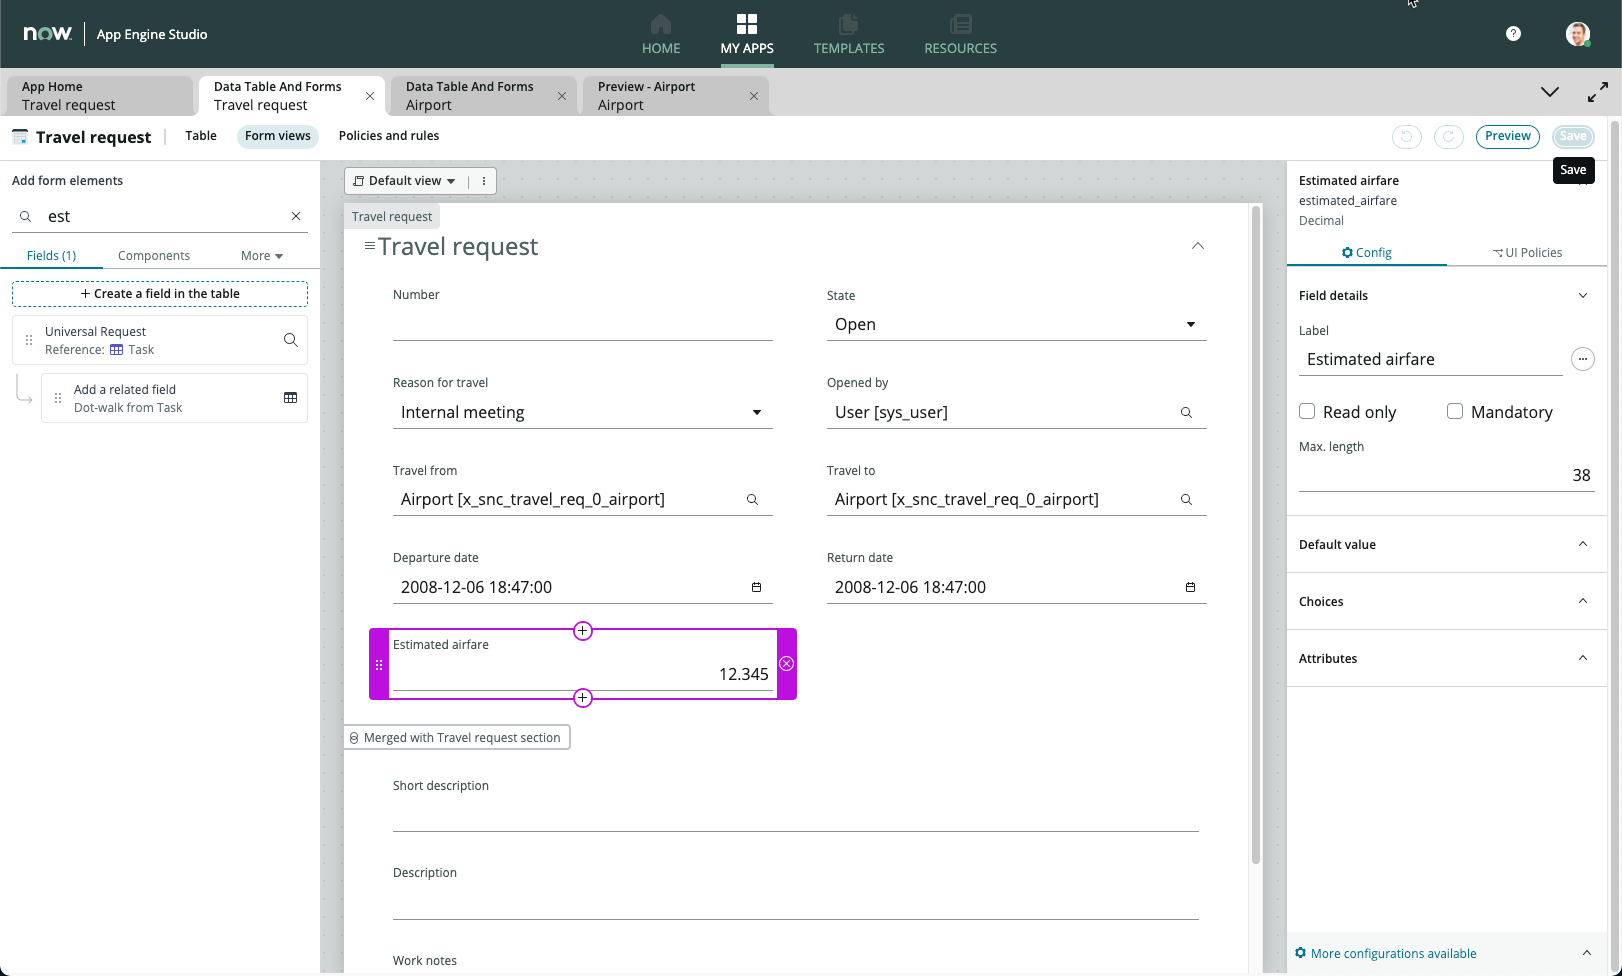 now
App Engine Studio
HOME
MY APPS
TEMPLATES
RESOURCES
?
App Home
Travel request
Data Table And Forms
Travel request
Data Table And Forms
Airport
Preview - Airport
Airport
Travel request
Table
Form views
Policies and rules
Preview
Save
Save
Add form elements
est
Fields (1)
Components
More
+ Create a field in the table
Universal Request
Reference: Task
Add a related field
Dot-walk from Task
Default view
Travel request
Travel request
Number
State
Open
Reason for travel
Internal meeting
Opened by
User [sys_user]
Travel from
Airport [x_snc_travel_req_0_airport]
Travel to
Airport [x_snc_travel_req_0_airport]
Departure date
2008-12-06 18:47:00
Return date
2008-12-06 18:47:00
Estimated airfare
12.345
Merged with Travel request section
Short description
Description
Work notes
Estimated airfare
estimated_airfare
Decimal
Config
UI Policies
Field details
Label
Estimated airfare
Read only
Mandatory
Max. length
38
Default value
Choices
Attributes
More configurations available